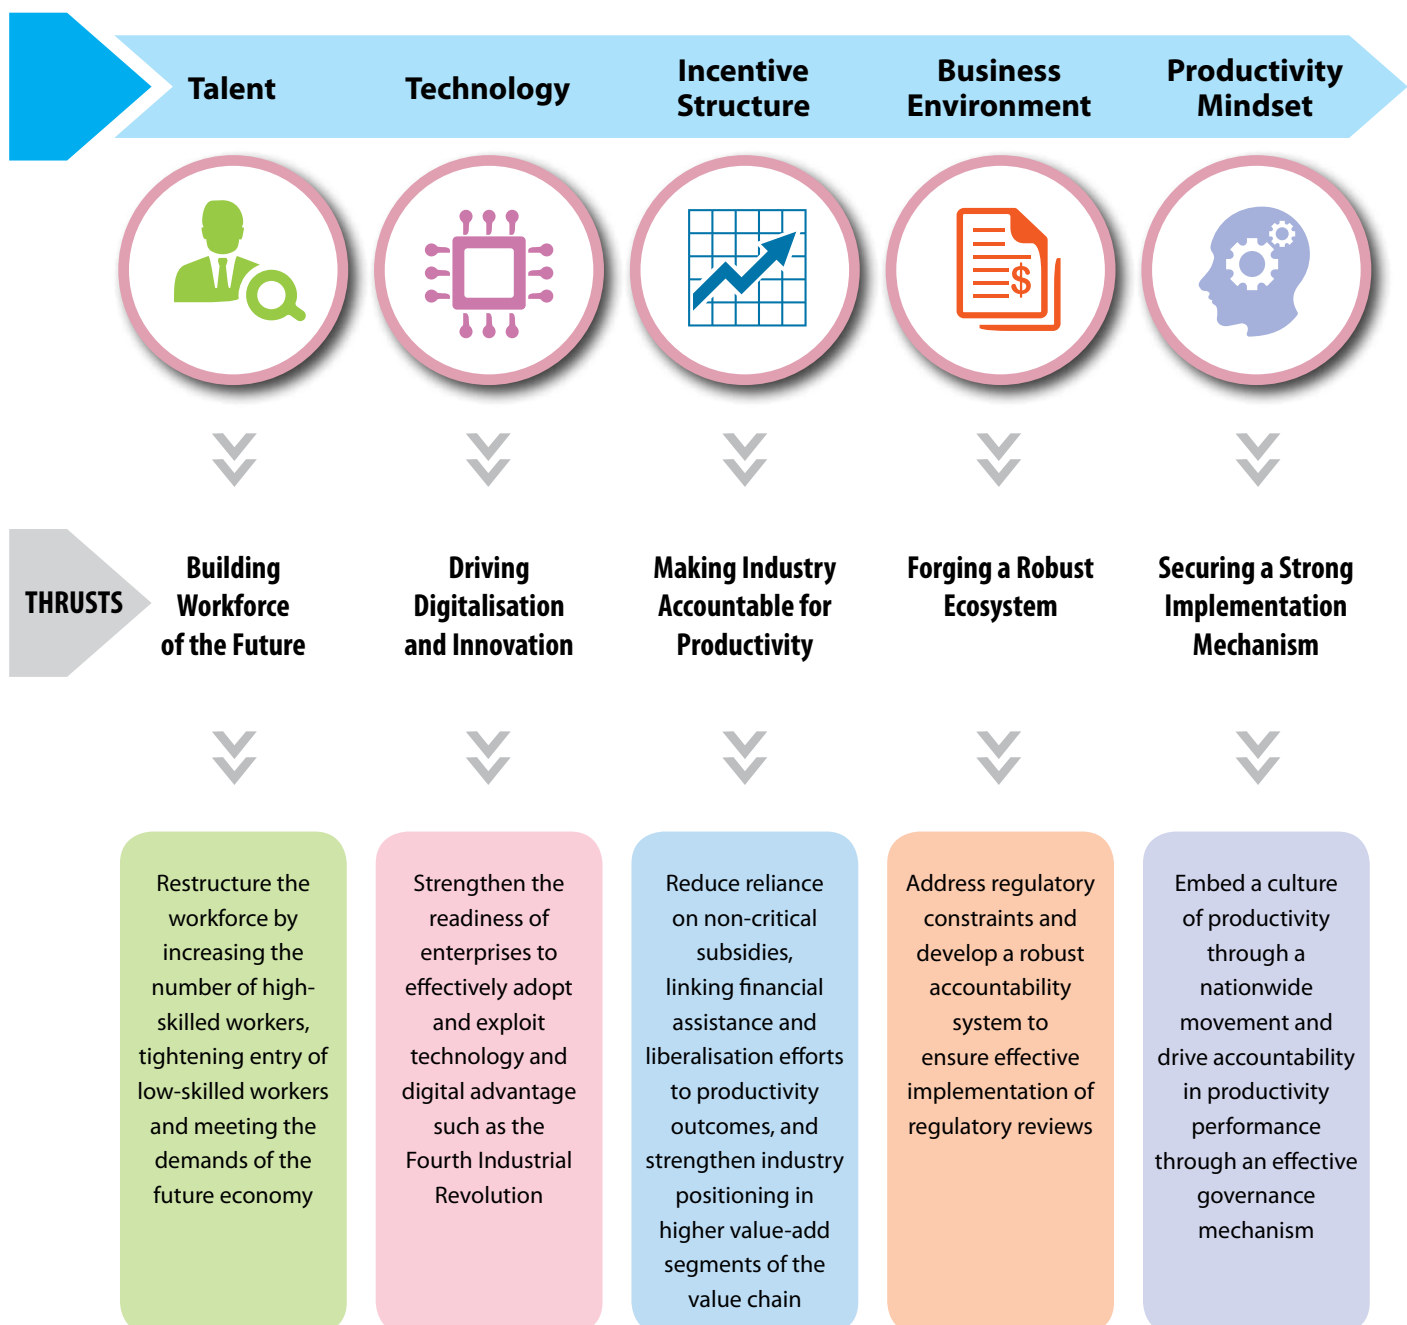 Talent
Technology
Incentive
Structure
Business
Environment
Productivity
Mindset
$
THRUSTS
Building
Workforce
of the Future
Driving
Digitalisation
and Innovation
Making Industry
Accountable for
Productivity
Forging a Robust
Ecosystem
Securing a Strong
Implementation
Mechanism
Restructure the
workforce by
increasing the
number of high-
skilled workers,
tightening entry of
low-skilled workers
and meeting the
demands of the
future economy
Strengthen the
readiness of
enterprises to
effectively adopt
and exploit
technology and
digital advantage
such as the
Fourth Industrial
Revolution
Reduce reliance
on non-critical
subsidies,
linking financial
assistance and
liberalisation efforts
to productivity
outcomes, and
strengthen industry
positioning in
higher value-add
segments of the
value chain
Address regulatory
constraints and
develop a robust
accountability
system to
ensure effective
implementation of
regulatory reviews
Embed a culture
of productivity
through a
nationwide
movement and
drive accountability
in productivity
performance
through an effective
governance
mechanism